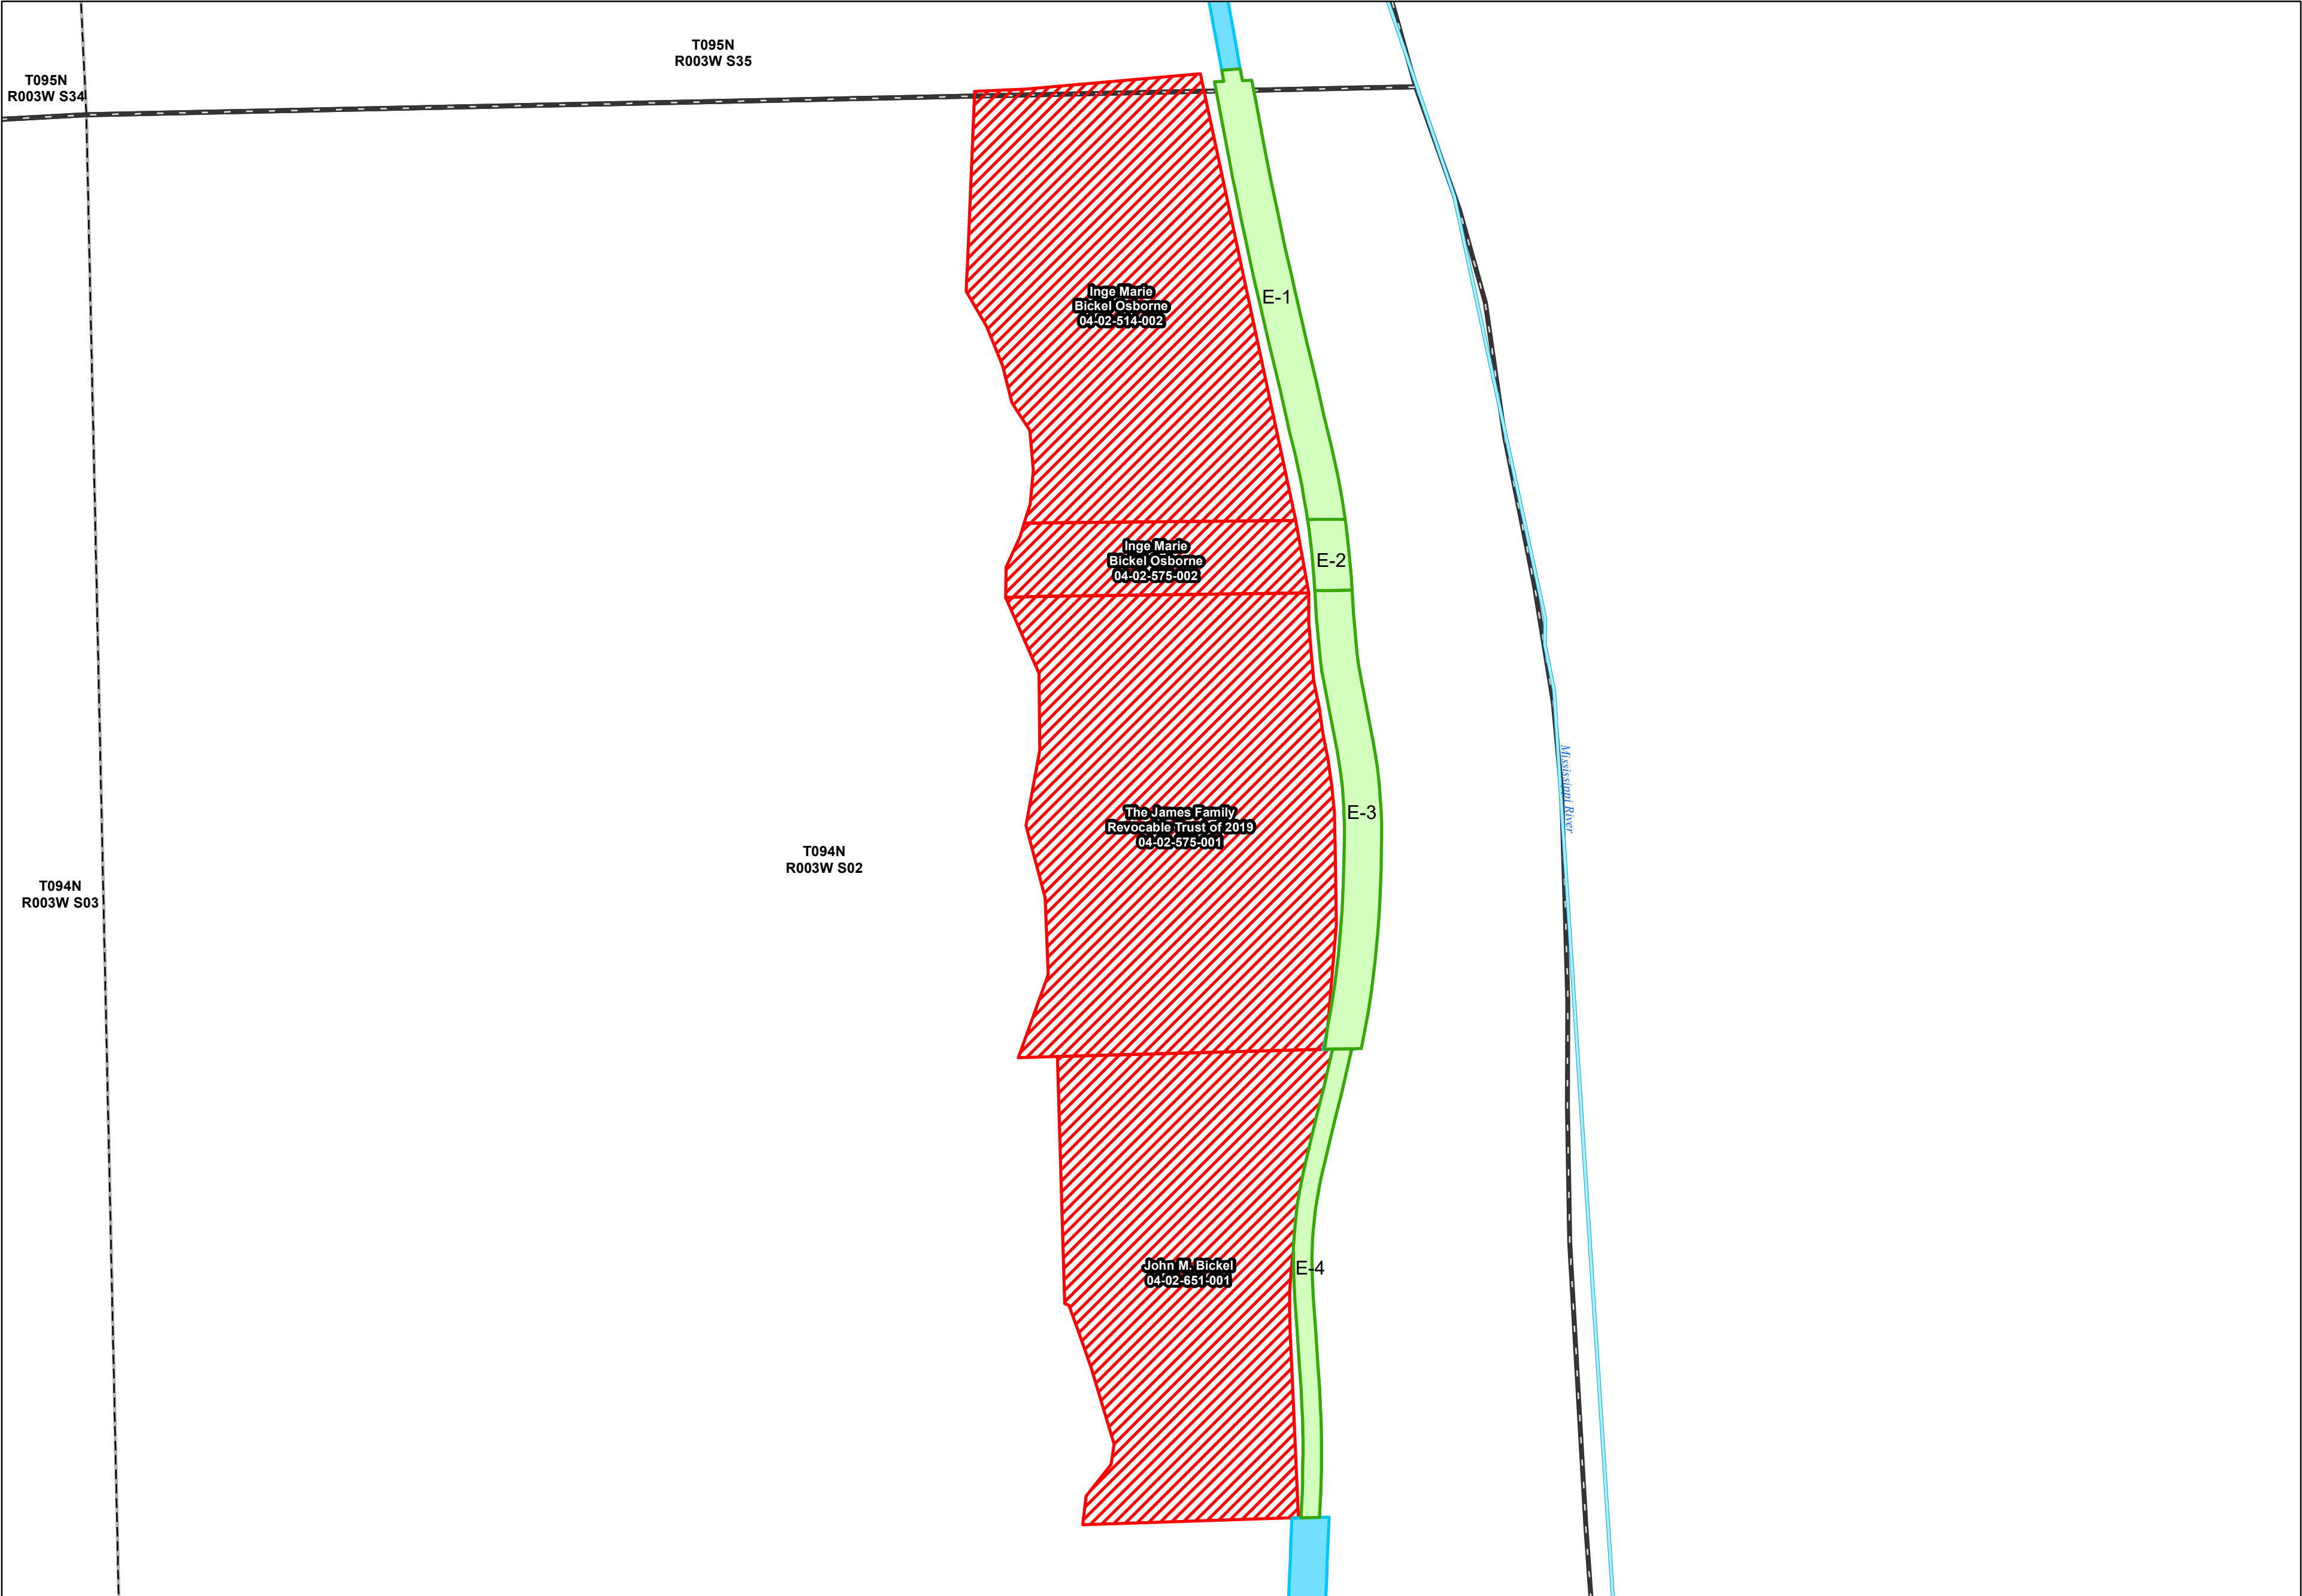 T095N
R003W S35
T095N
R003W S34
Inge Marie
Bickel Osborne
04-02-514-002
E-1
Inge Marie
Bickel Osborne
04-02-575-002
E-2
The James Family
Revocable Trust of 2019
04-02-575-001
E-3
Mississippi River
T094N
R003W S02
T094N
R003W S03
John M. Bickel
04-02-651-001
E-4